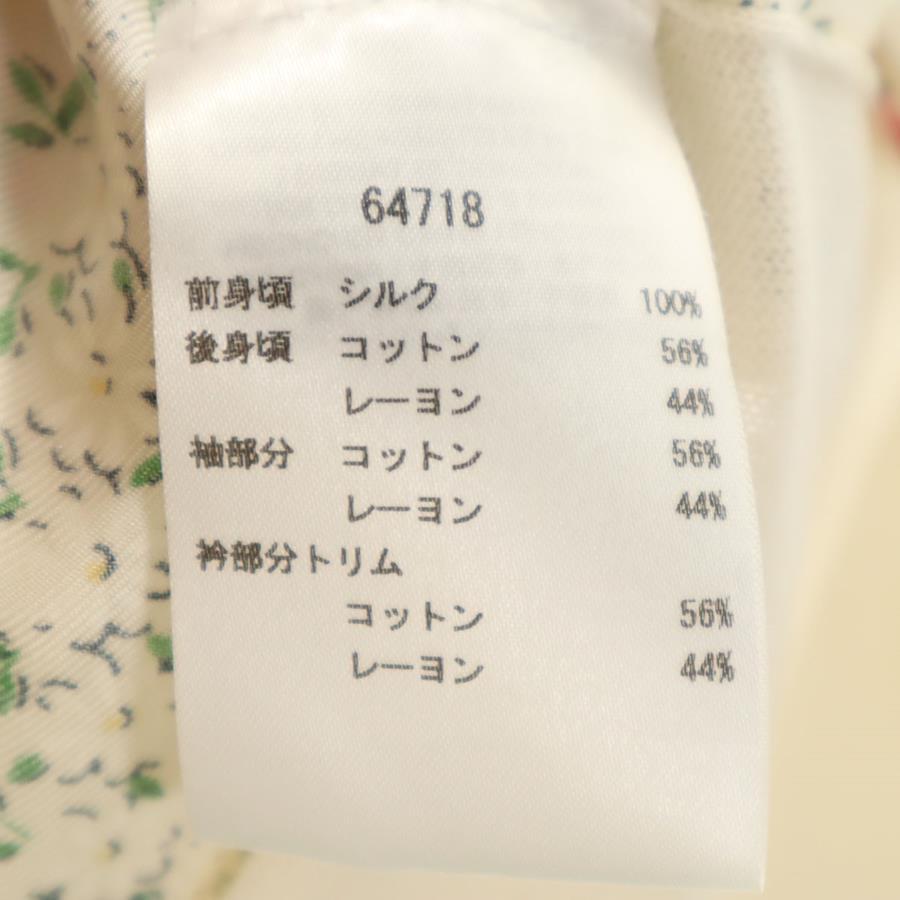 64718
前身頃 シルク 100%
後身頃 コットン 56%
レーヨン 44%
袖部分 コットン 56%
レーヨン 44%
衿部分トリム
コットン 56%
レーヨン 44%